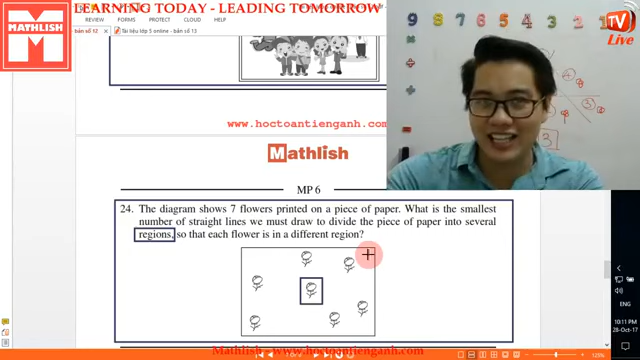 LEARNING TODAY - LEADING TOMORROW
MATHLISH
REVIEW FORMS PROTECT CLOUD HELP
bản số 12 Tài liệu lớp 5 - bản số 13
TV
Live
9 8 7 6 5 4 3 2 1
www.hoctoantienganh.com
Mathlish
MP 6
24. The diagram shows 7 flowers printed on a piece of paper. What is the smallest
number of straight lines we must draw to divide the piece of paper into several
regions, so that each flower is in a different region?
Mathlish - www.hoctoantienganh.com
125%
10:11 PM
28-Oct-17